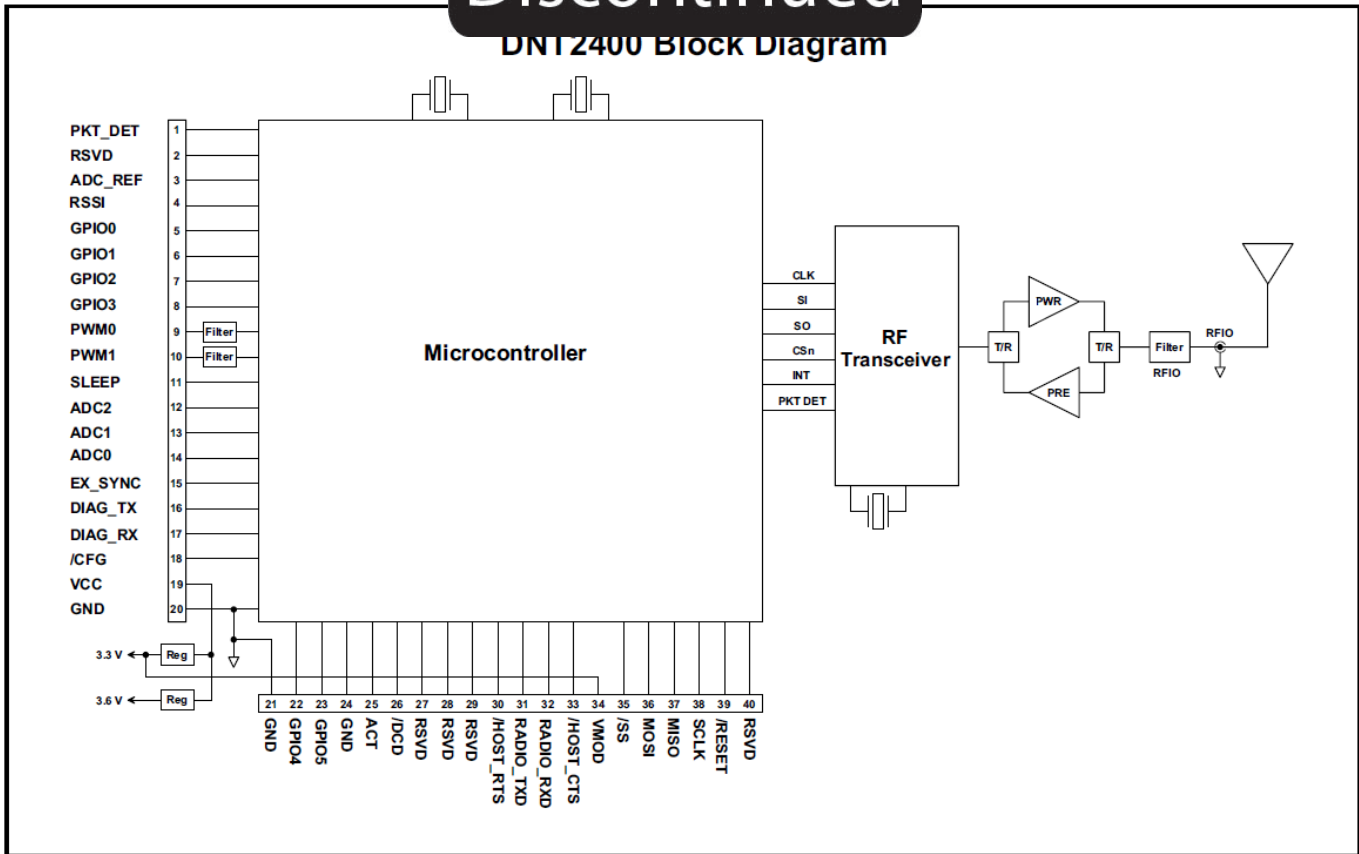 Discontinued
DNT2400 Block Diagram
PKT_DET 1
RSVD 2
ADC_REF 3
RSSI 4
GPIO0 5
GPIO1 6
GPIO2 7
GPIO3 8
PWM0 9 Filter
PWM1 10 Filter
SLEEP 11
ADC2 12
ADC1 13
ADC0 14
EX_SYNC 15
DIAG_TX 16
DIAG_RX 17
/CFG 18
VCC 19
GND 20
Microcontroller
CLK
SI
SO
CSn
INT
PKT DET
RF
Transceiver
T/R
PWR
PRE
T/R
Filter
RFIO
RFIO
3.3 V Reg
3.6 V Reg
21 22 23 24 25 26 27 28 29 30 31 32 33 34 35 36 37 38 39 40
GND
GPIO4
GPIO5
GND
ACT
/DCD
RSVD
RSVD
RSVD
/HOST_RTS
RADIO_TXD
RADIO_RXD
/HOST_CTS
VMOD
/SS
MOSI
MISO
SCLK
/RESET
RSVD